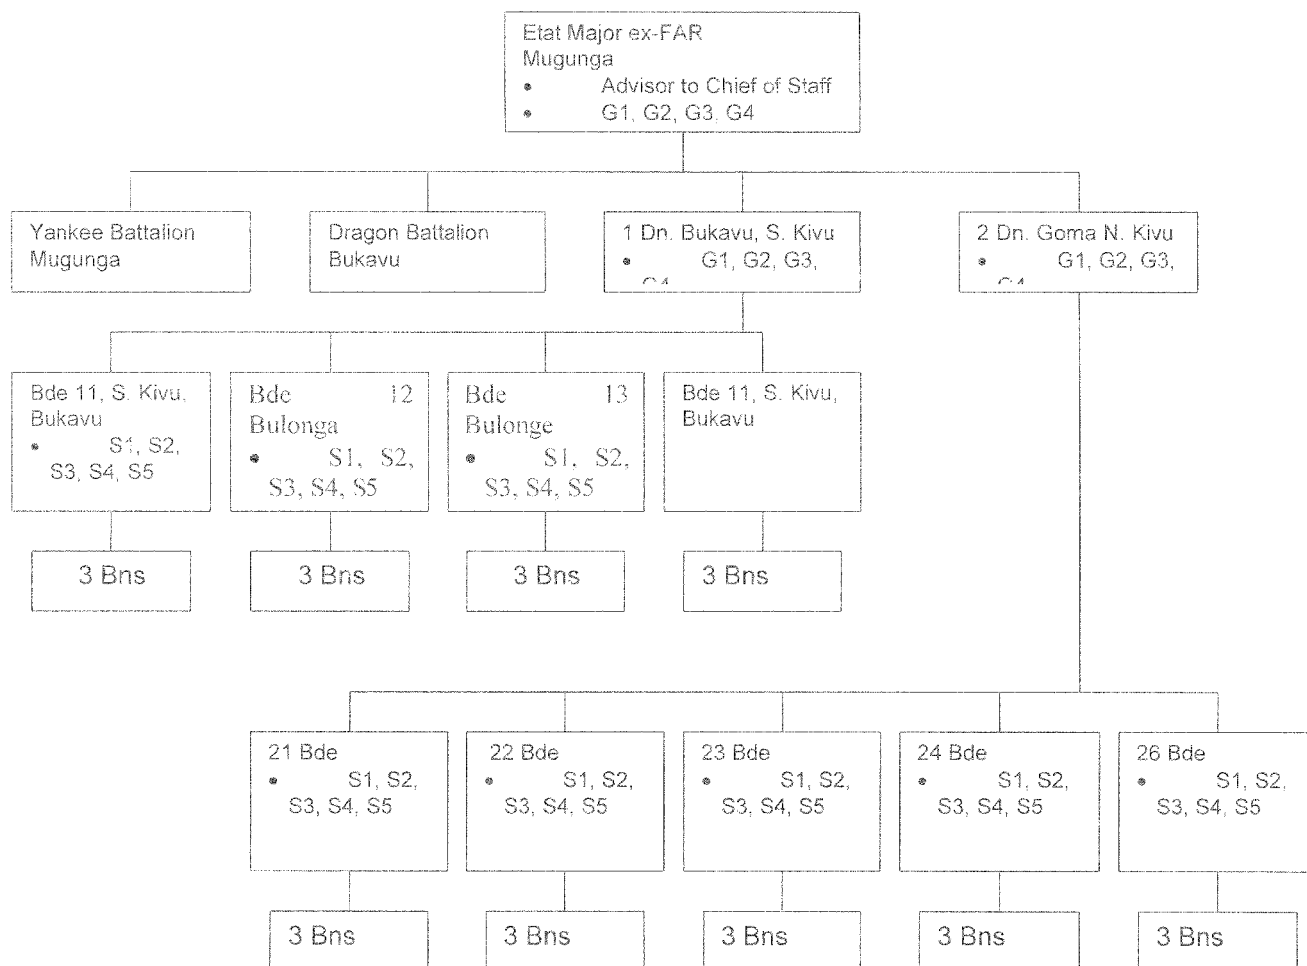 Etat Major ex-FAR
Mugunga
• Advisor to Chief of Staff
• G1, G2, G3, G4
Yankee Battalion
Mugunga
Dragon Battalion
Bukavu
1 Dn. Bukavu, S. Kivu
• G1, G2, G3,
G4
2 Dn. Goma N. Kivu
• G1, G2, G3,
G4
Bde 11, S. Kivu,
Bukavu
• S1, S2,
S3, S4, S5
Bde 12
Bulonga
• S1, S2,
S3, S4, S5
Bde 13
Bulonge
• S1, S2,
S3, S4, S5
Bde 11, S. Kivu,
Bukavu
3 Bns
3 Bns
3 Bns
3 Bns
21 Bde
• S1, S2,
S3, S4, S5
22 Bde
• S1, S2,
S3, S4, S5
23 Bde
• S1, S2,
S3, S4, S5
24 Bde
• S1, S2,
S3, S4, S5
26 Bde
• S1, S2,
S3, S4, S5
3 Bns
3 Bns
3 Bns
3 Bns
3 Bns